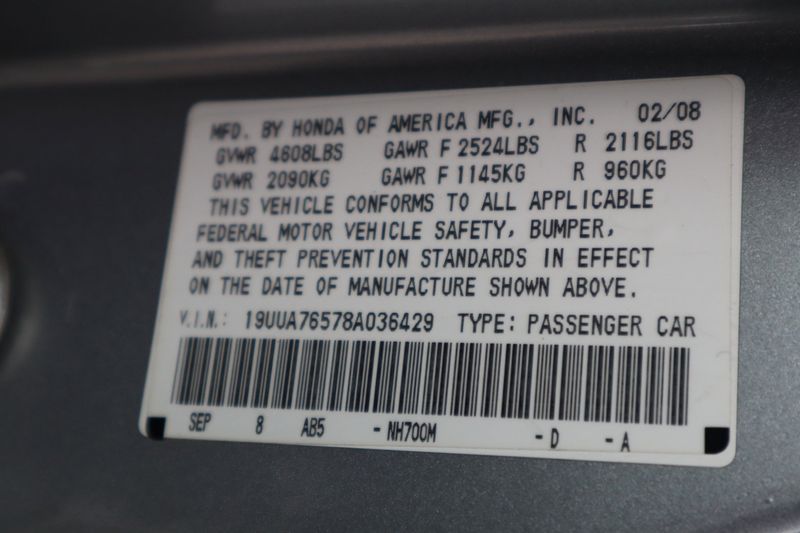 MFD. BY HONDA OF AMERICA MFG., INC. 02/08
GVWR 4608LBS GAWR F 2524LBS R 2116LBS
GVWR 2090KG GAWR F 1145KG R 960KG
THIS VEHICLE CONFORMS TO ALL APPLICABLE
FEDERAL MOTOR VEHICLE SAFETY, BUMPER,
AND THEFT PREVENTION STANDARDS IN EFFECT
ON THE DATE OF MANUFACTURE SHOWN ABOVE.
V.I.N.: 19UUA76578A036429 TYPE: PASSENGER CAR
SEP 8 AB5 - NH700M - D - A